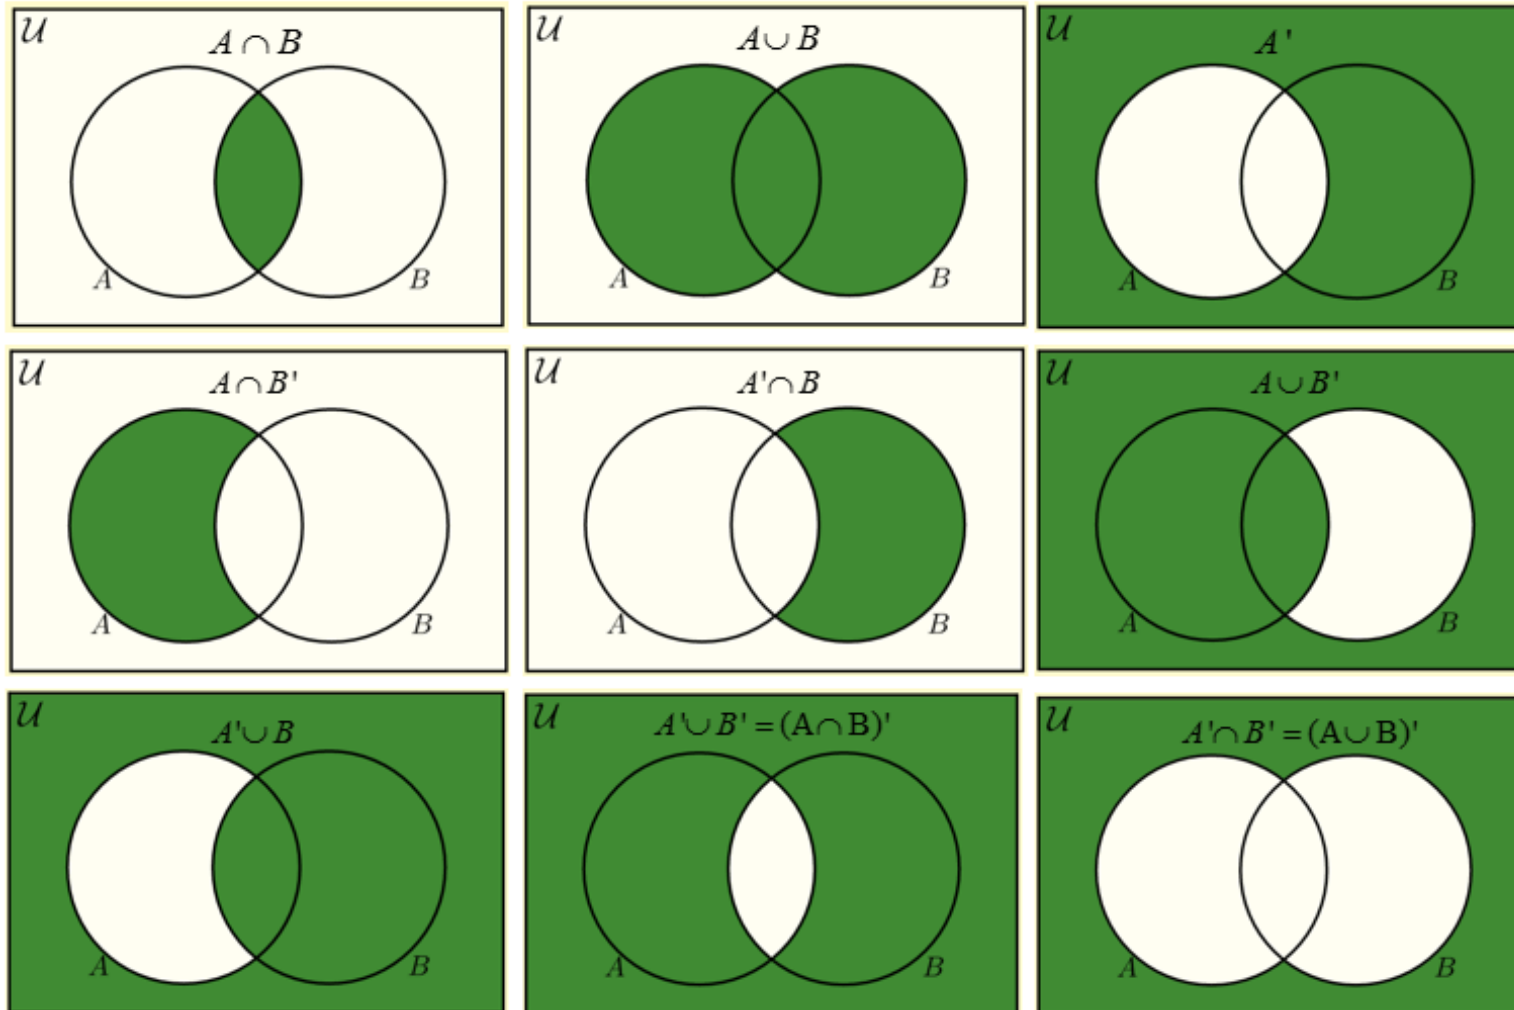 𝒰
A ∩ B
A B
𝒰
A ∪ B
A B
𝒰
A '
A B
𝒰
A ∩ B'
A B
𝒰
A' ∩ B
A B
𝒰
A ∪ B'
A B
𝒰
A' ∪ B
A B
𝒰
A' ∪ B' = (A ∩ B)'
A B
𝒰
A' ∩ B' = (A ∪ B)'
A B